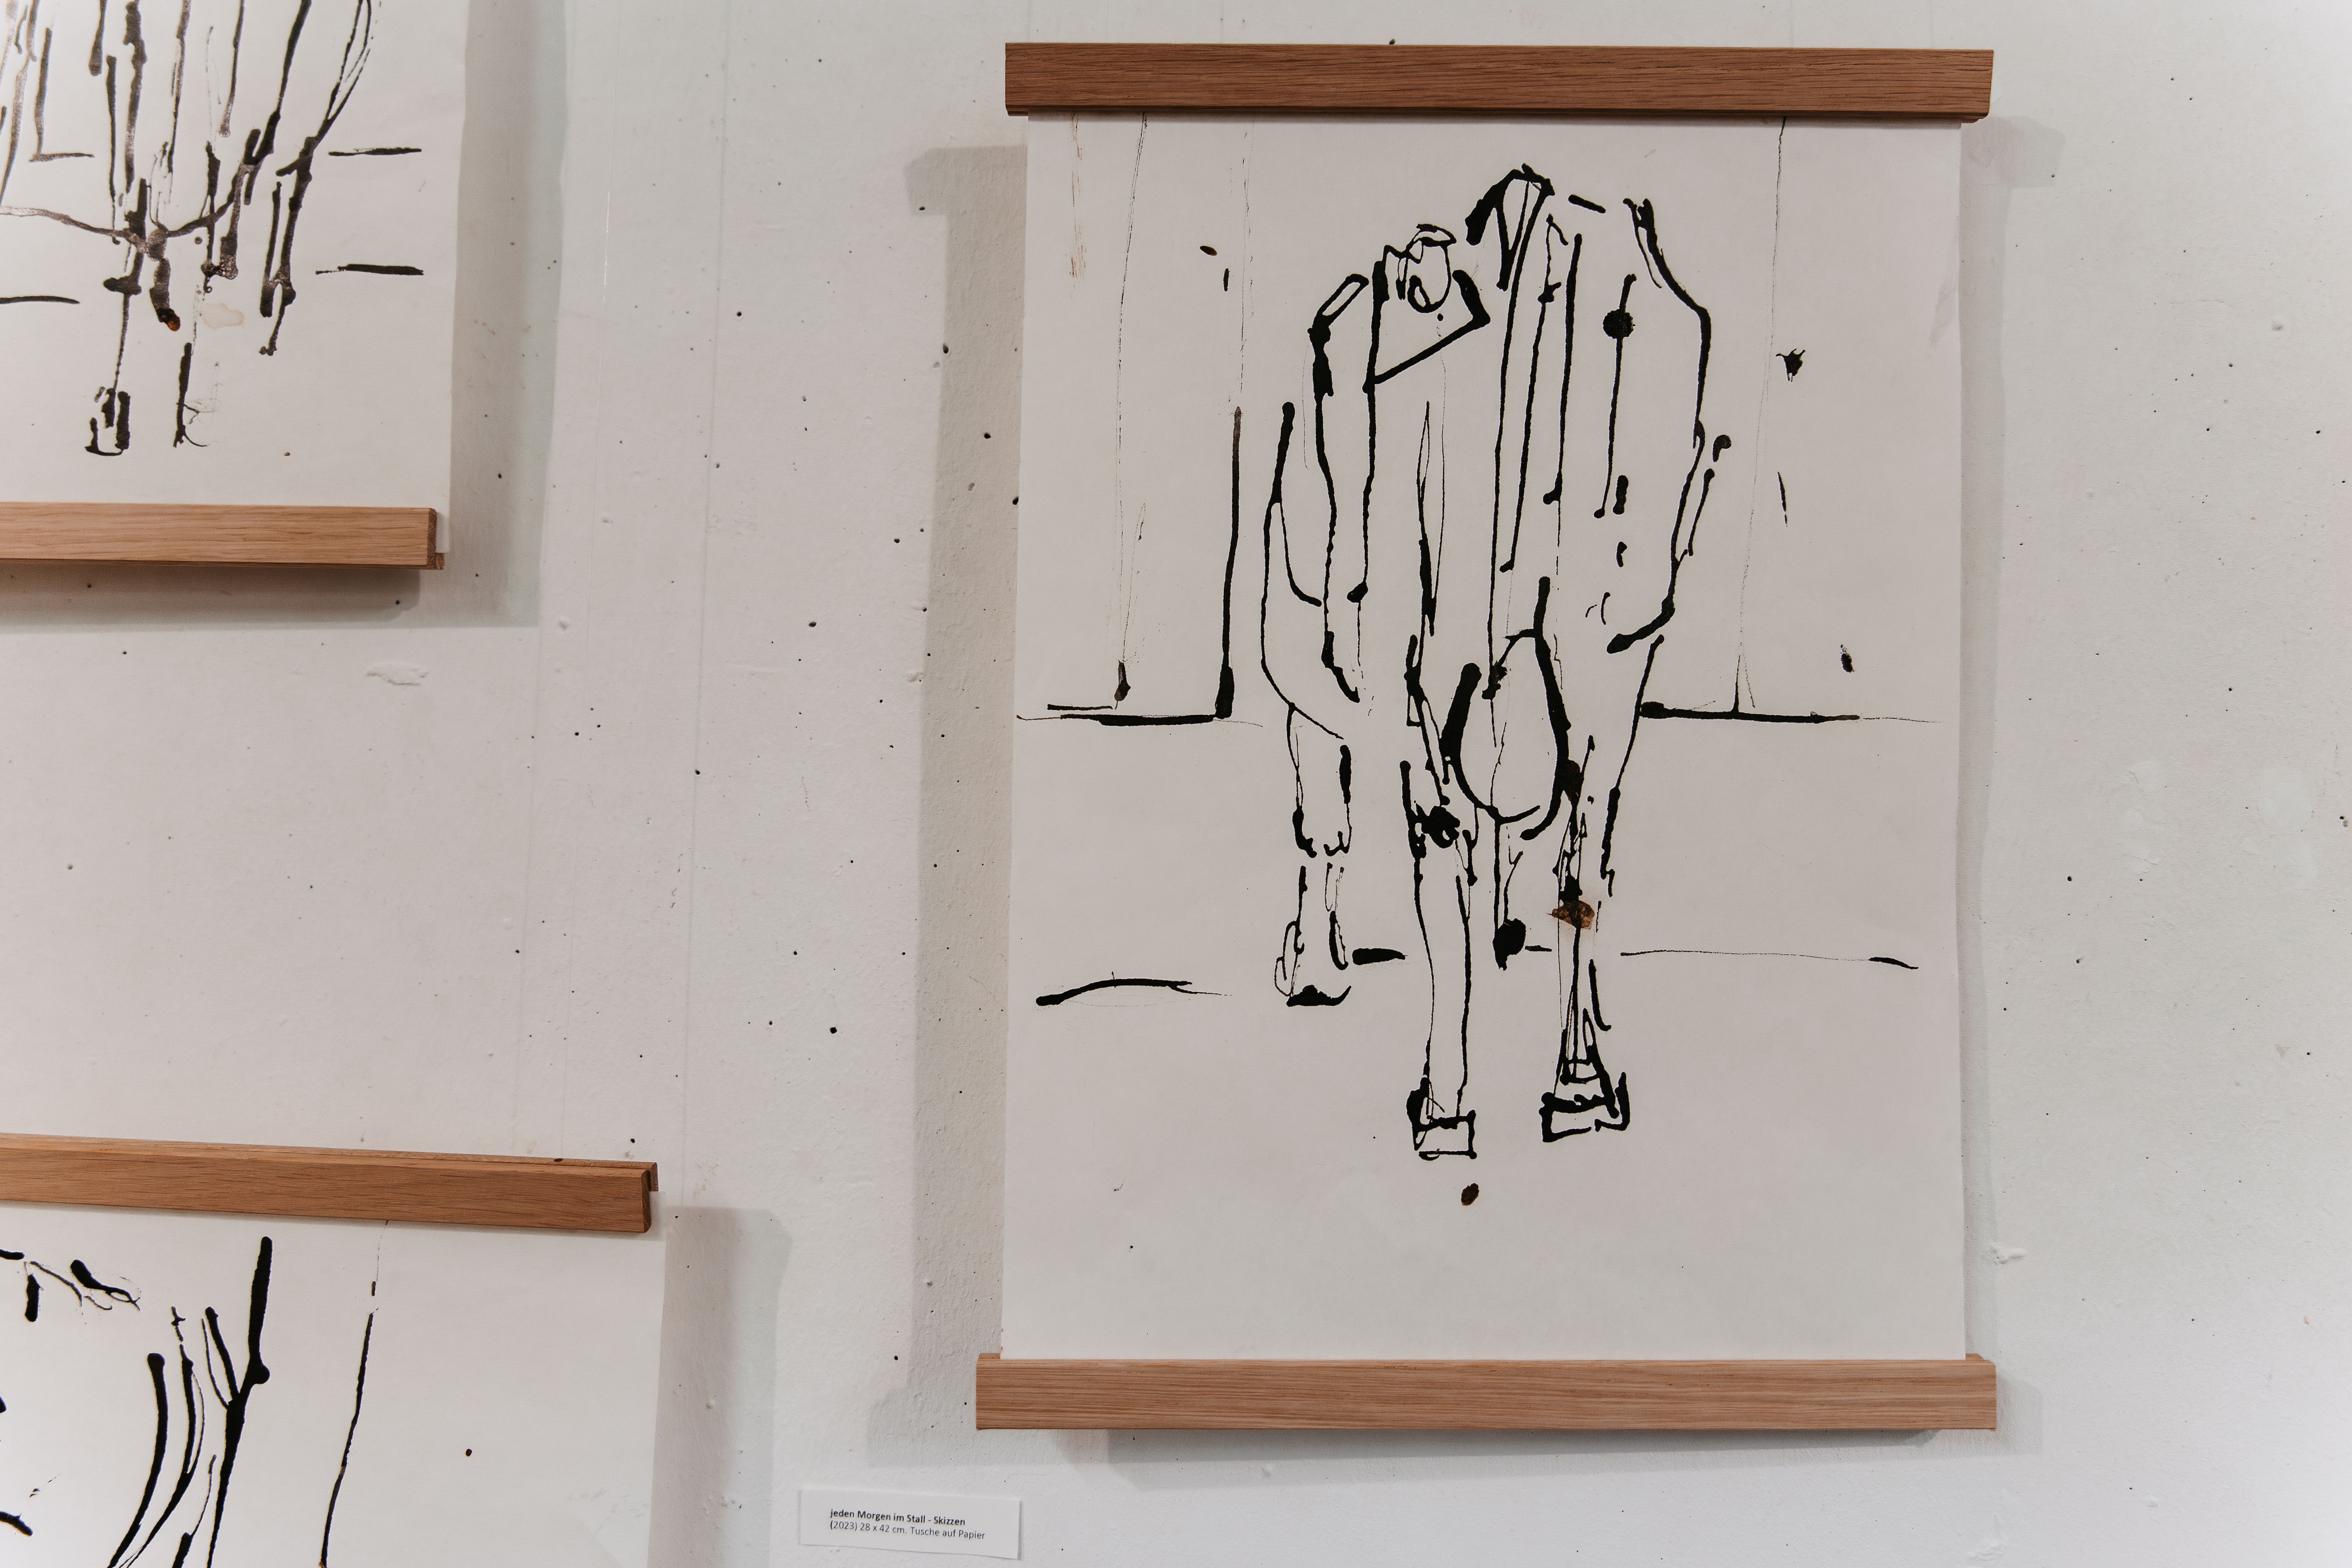 jeden Morgen im Stall - Skizzen
(2023) 28 x 42 cm. Tusche auf Papier